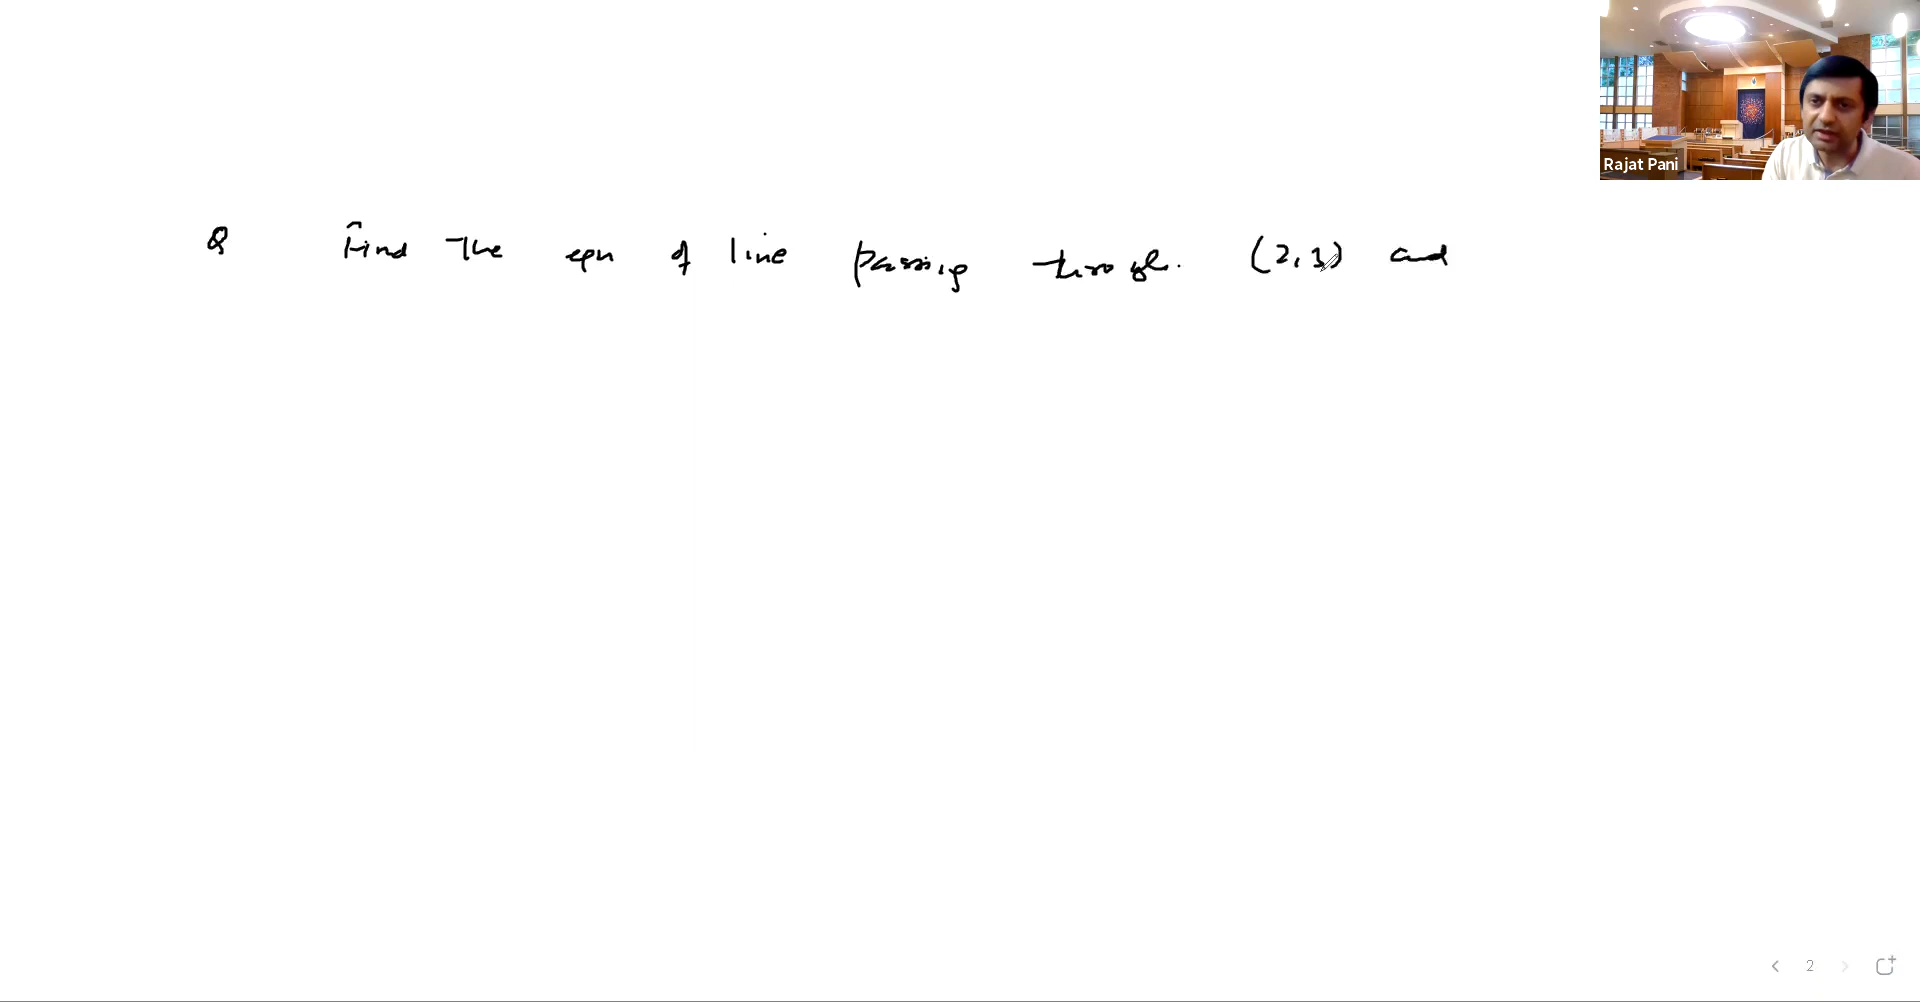 Rajat Pani
Q Find The eqn of line passing through. (2,3) and
2